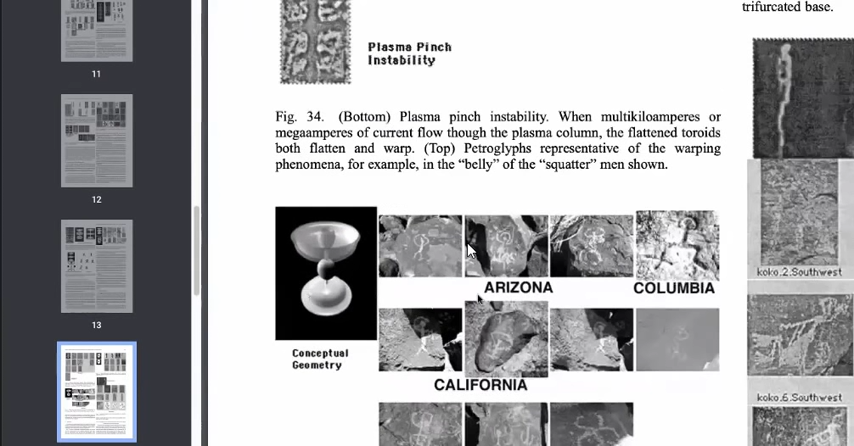 11
12
13
trifurcated base.
Plasma Pinch
Instability
Fig. 34. (Bottom) Plasma pinch instability. When multikiloamperes or
megaamperes of current flow though the plasma column, the flattened toroids
both flatten and warp. (Top) Petroglyphs representative of the warping
phenomena, for example, in the “belly” of the “squatter” men shown.
ARIZONA
COLUMBIA
Conceptual
Geometry
CALIFORNIA
koko.2.Southwest
koko.6.Southwest